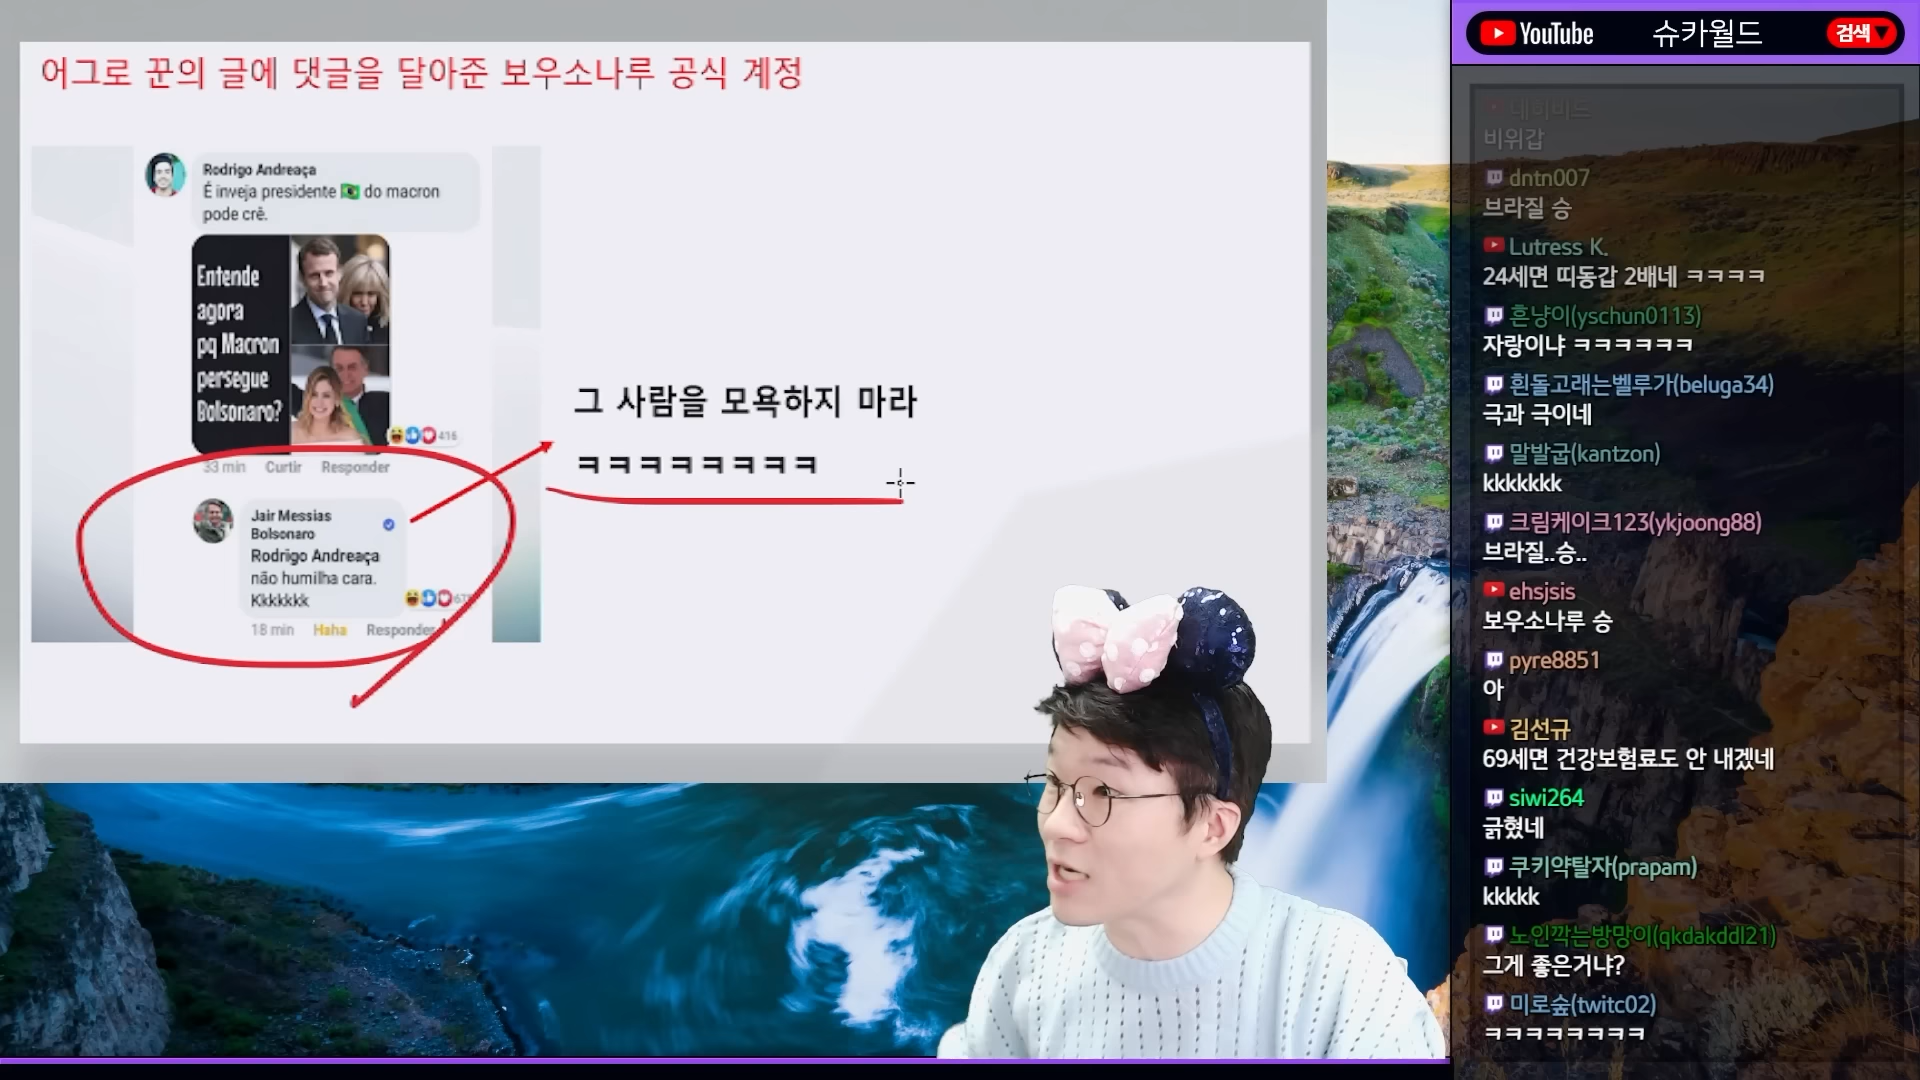 어그로 꾼의 글에 댓글을 달아준 보우소나루 공식 계정
Rodrigo Andreaça
É inveja presidente 🇧🇷 do macron
pode crê.
Entende
agora
pq Macron
persegue
Bolsonaro?
416
33 min Curtir Responder
Jair Messias
Bolsonaro
Rodrigo Andreaça
não humilha cara.
Kkkkkkk
18 min Haha Responder
그 사람을 모욕하지 마라
ㅋㅋㅋㅋㅋㅋㅋㅋ
YouTube 슈카월드 검색▼
비위갑
dntn007
브라질 승
Lutress K.
24세면 띠동갑 2배네 ㅋㅋㅋㅋ
흔냥이(yschun0113)
자랑이냐 ㅋㅋㅋㅋㅋㅋ
흰돌고래는벨루가(beluga34)
극과 극이네
말발굽(kantzon)
kkkkkkk
크림케이크123(ykjoong88)
브라질..승..
ehsjsis
보우소나루 승
pyre8851
아
김선규
69세면 건강보험료도 안 내겠네
siwi264
긁혔네
쿠키약탈자(prapam)
kkkkk
노인깍는방망이(qkdakddl21)
그게 좋은거냐?
미로숲(twitc02)
ㅋㅋㅋㅋㅋㅋㅋㅋ